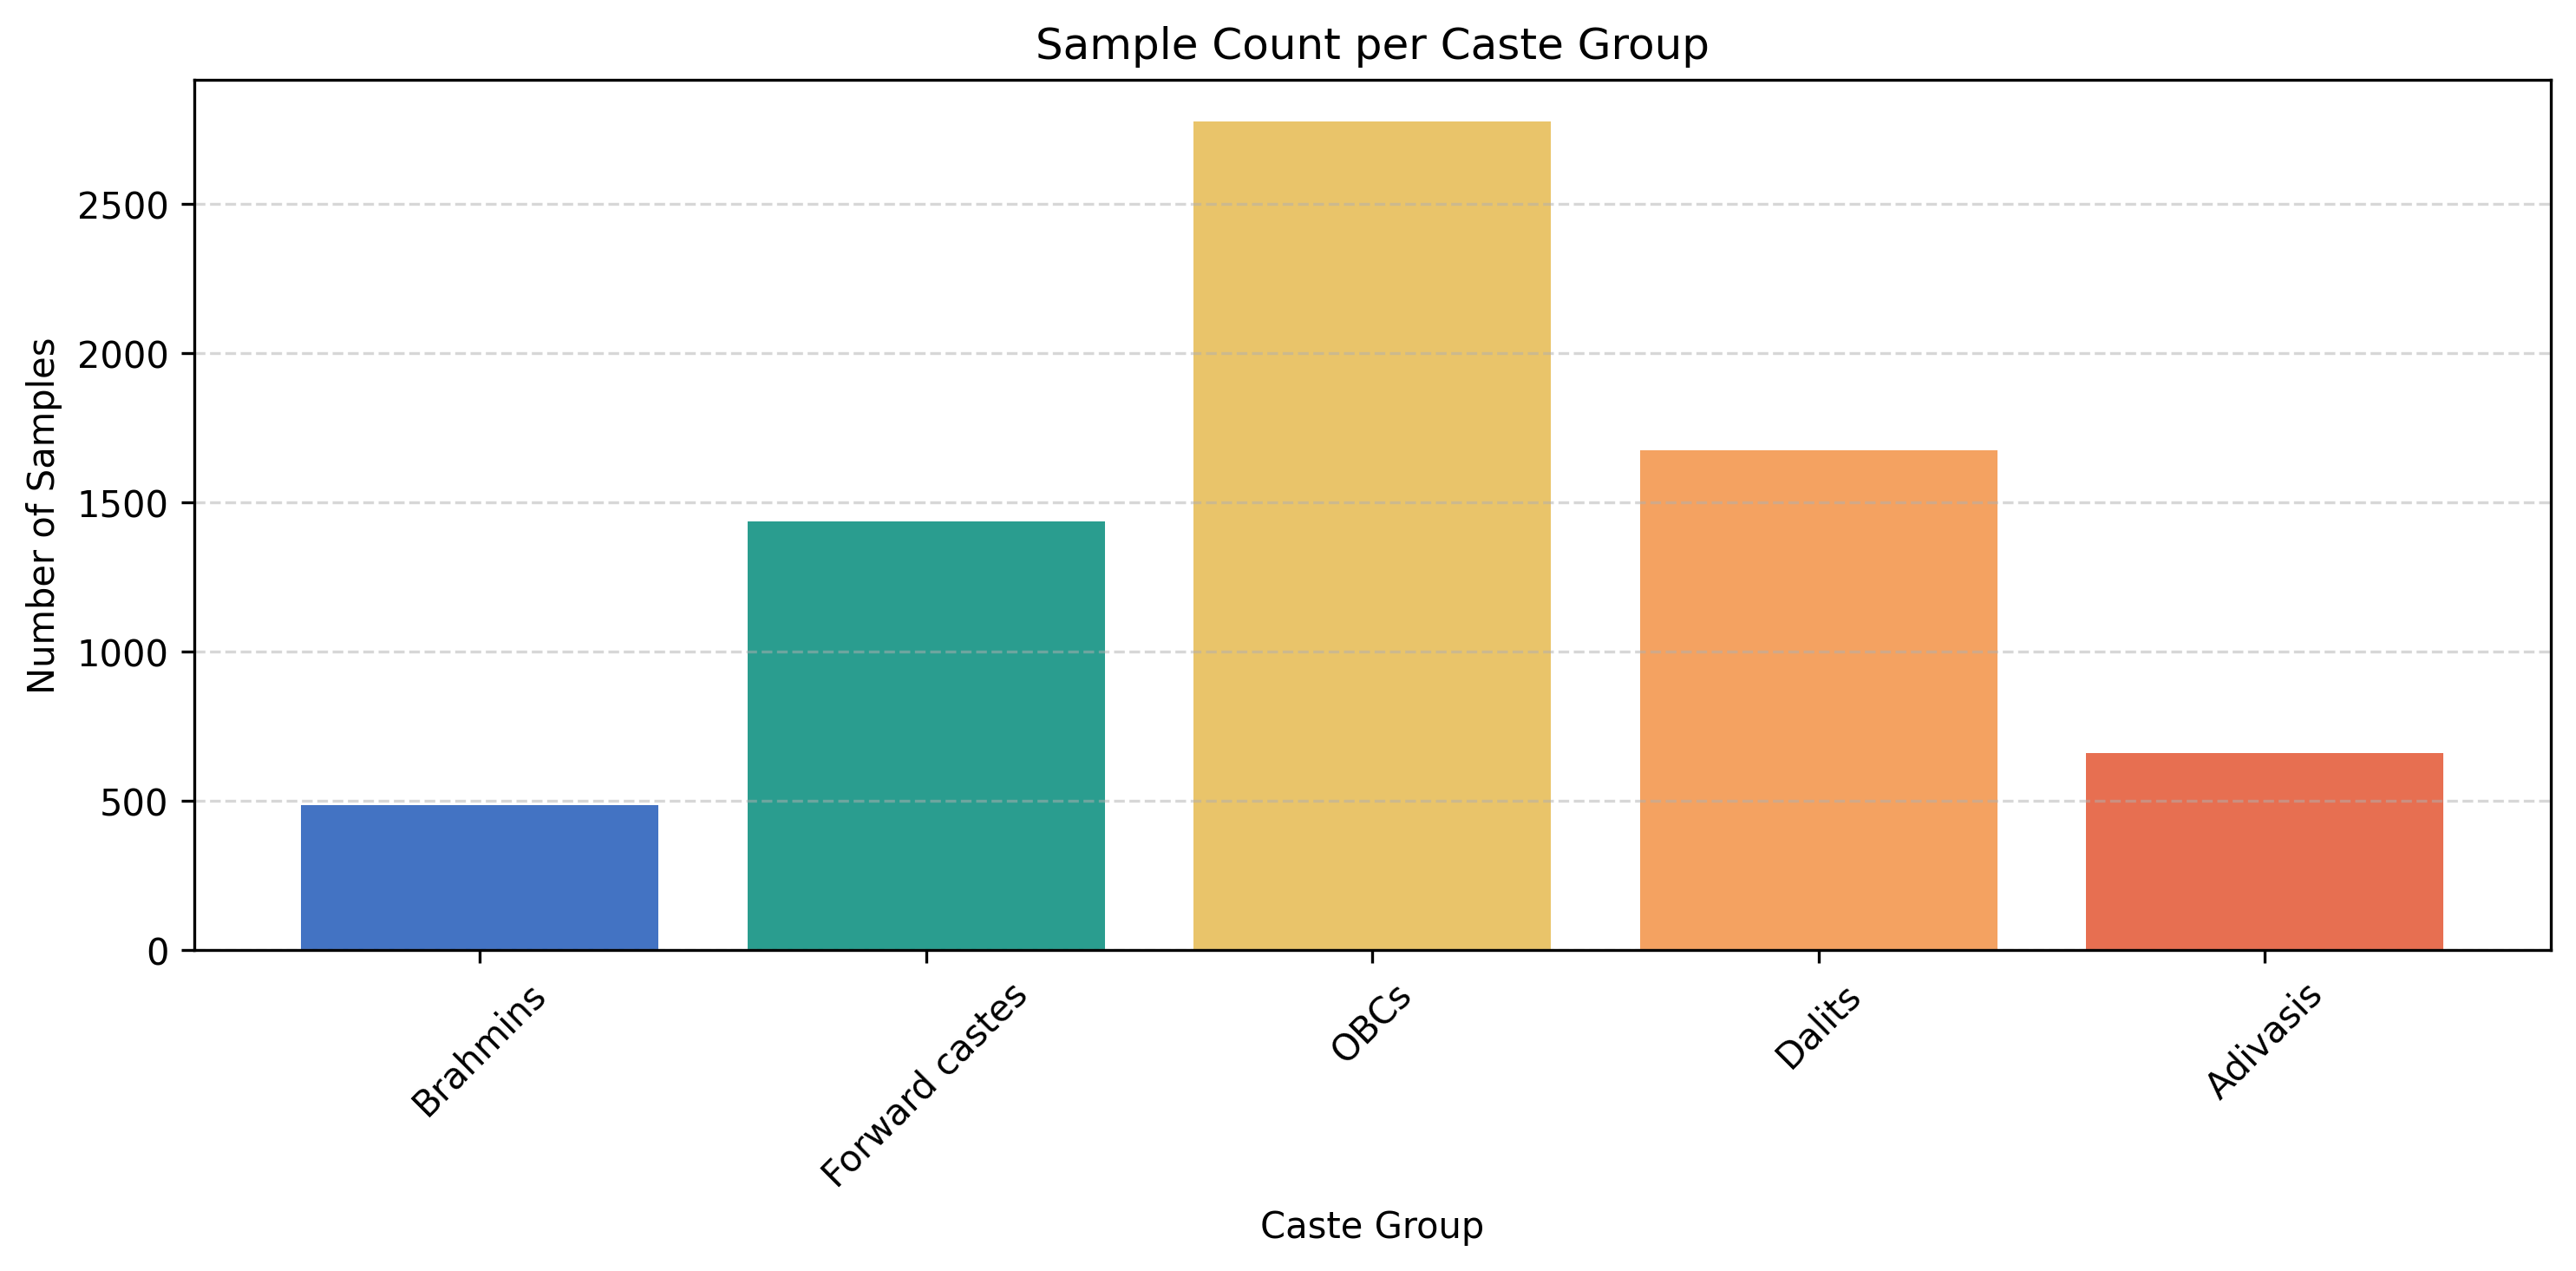 Sample Count per Caste Group
Number of Samples
2500
2000
1500
1000
500
0
Brahmins
Forward castes
OBCs
Dalits
Adivasis
Caste Group